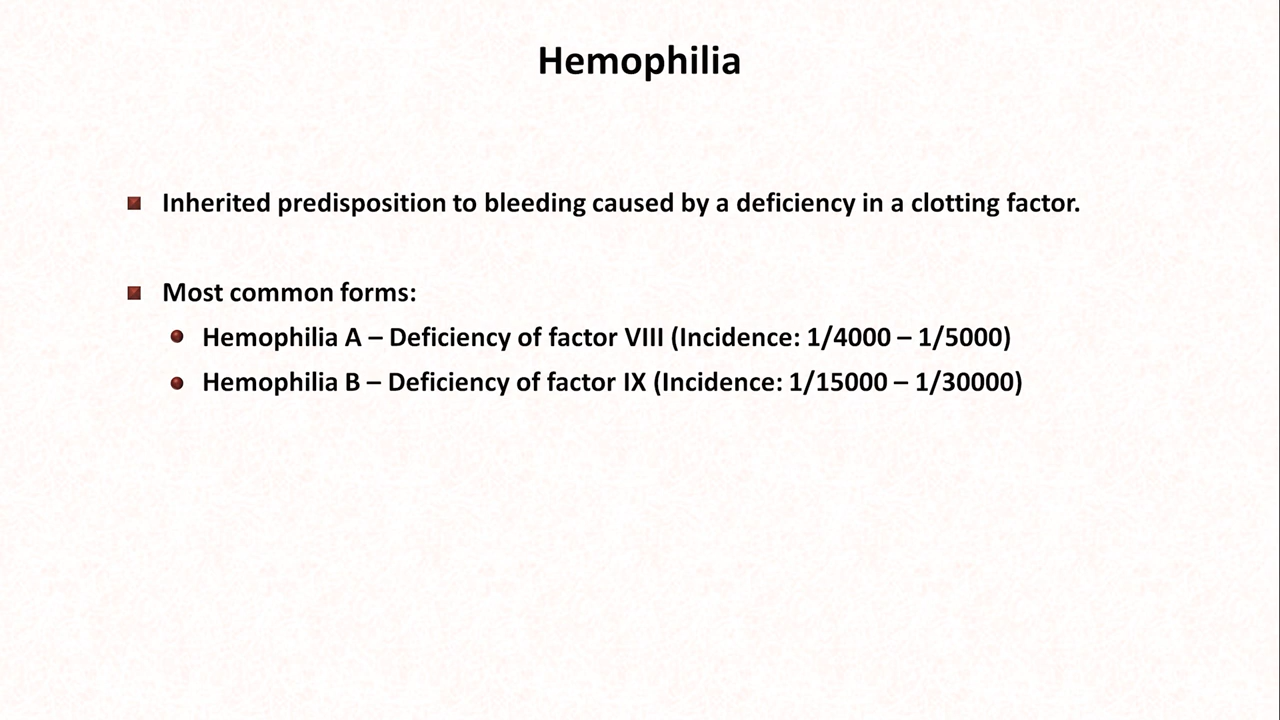 Hemophilia
Inherited predisposition to bleeding caused by a deficiency in a clotting factor.
Most common forms:
Hemophilia A – Deficiency of factor VIII (Incidence: 1/4000 – 1/5000)
Hemophilia B – Deficiency of factor IX (Incidence: 1/15000 – 1/30000)